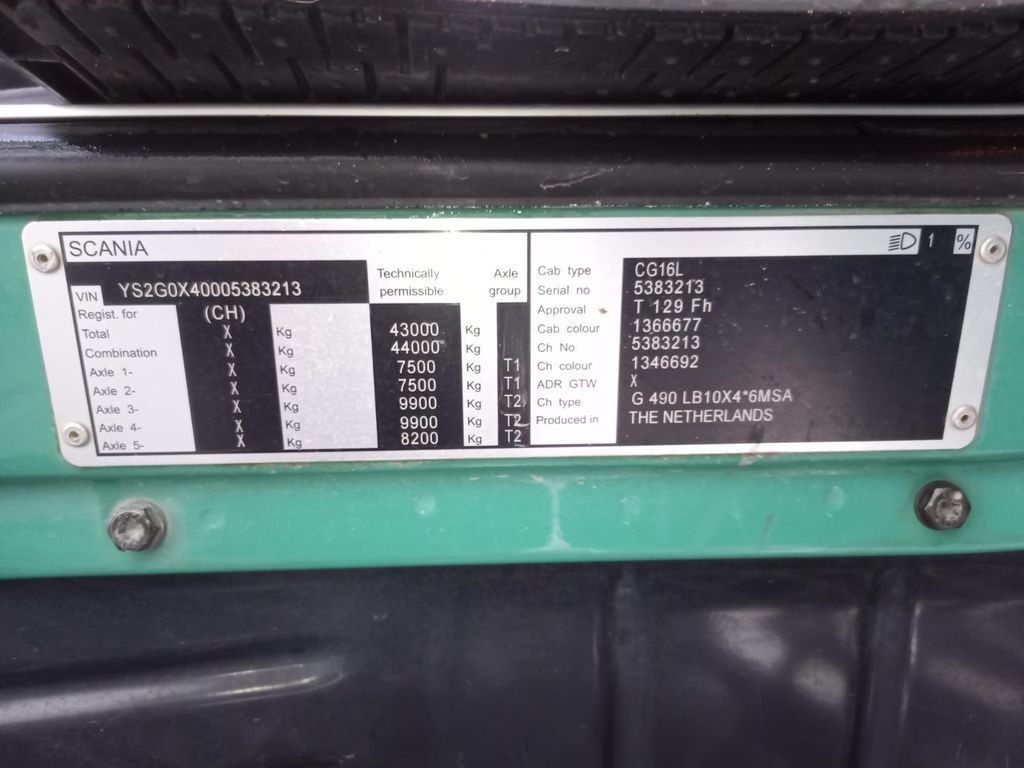 SCANIA
1 %
VIN YS2G0X40005383213
Technically permissible
Axle group
Regist. for (CH)
Total X Kg 43000 Kg
Combination X Kg 44000 Kg
Axle 1- X Kg 7500 Kg T1
Axle 2- X Kg 7500 Kg T1
Axle 3- X Kg 9900 Kg T2
Axle 4- X Kg 9900 Kg T2
Axle 5- X Kg 8200 Kg T2
Cab type CG16L
Serial no 5383213
Approval T 129 Fh
Cab colour 1366677
Ch No 5383213
Ch colour 1346692
ADR GTW X
Ch type G 490 LB10X4*6MSA
Produced in THE NETHERLANDS